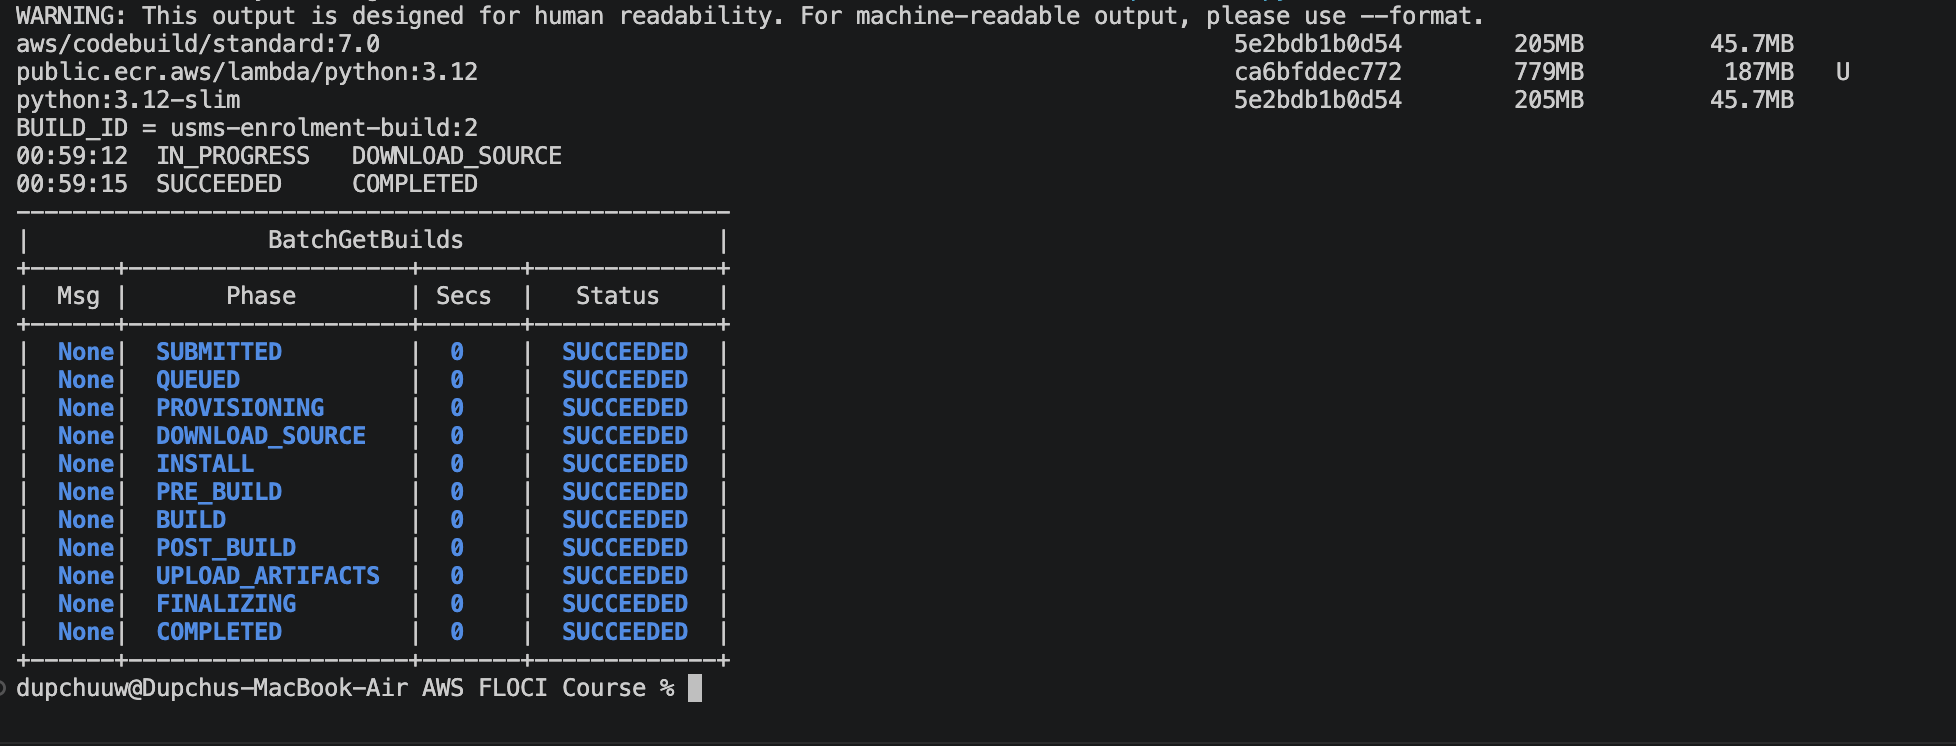 WARNING: This output is designed for human readability. For machine-readable output, please use --format.
aws/codebuild/standard:7.0 5e2bdb1b0d54 205MB 45.7MB
public.ecr.aws/lambda/python:3.12 ca6bfddec772 779MB 187MB U
python:3.12-slim 5e2bdb1b0d54 205MB 45.7MB
BUILD_ID = usms-enrolment-build:2
00:59:12 IN_PROGRESS DOWNLOAD_SOURCE
00:59:15 SUCCEEDED COMPLETED
---------------------------------------------------
| BatchGetBuilds |
+------+--------------------+-------+-------------+
| Msg | Phase | Secs | Status |
+------+--------------------+-------+-------------+
| None| SUBMITTED | 0 | SUCCEEDED |
| None| QUEUED | 0 | SUCCEEDED |
| None| PROVISIONING | 0 | SUCCEEDED |
| None| DOWNLOAD_SOURCE | 0 | SUCCEEDED |
| None| INSTALL | 0 | SUCCEEDED |
| None| PRE_BUILD | 0 | SUCCEEDED |
| None| BUILD | 0 | SUCCEEDED |
| None| POST_BUILD | 0 | SUCCEEDED |
| None| UPLOAD_ARTIFACTS | 0 | SUCCEEDED |
| None| FINALIZING | 0 | SUCCEEDED |
| None| COMPLETED | 0 | SUCCEEDED |
+------+--------------------+-------+-------------+
dupchuuw@Dupchus-MacBook-Air AWS FLOCI Course %